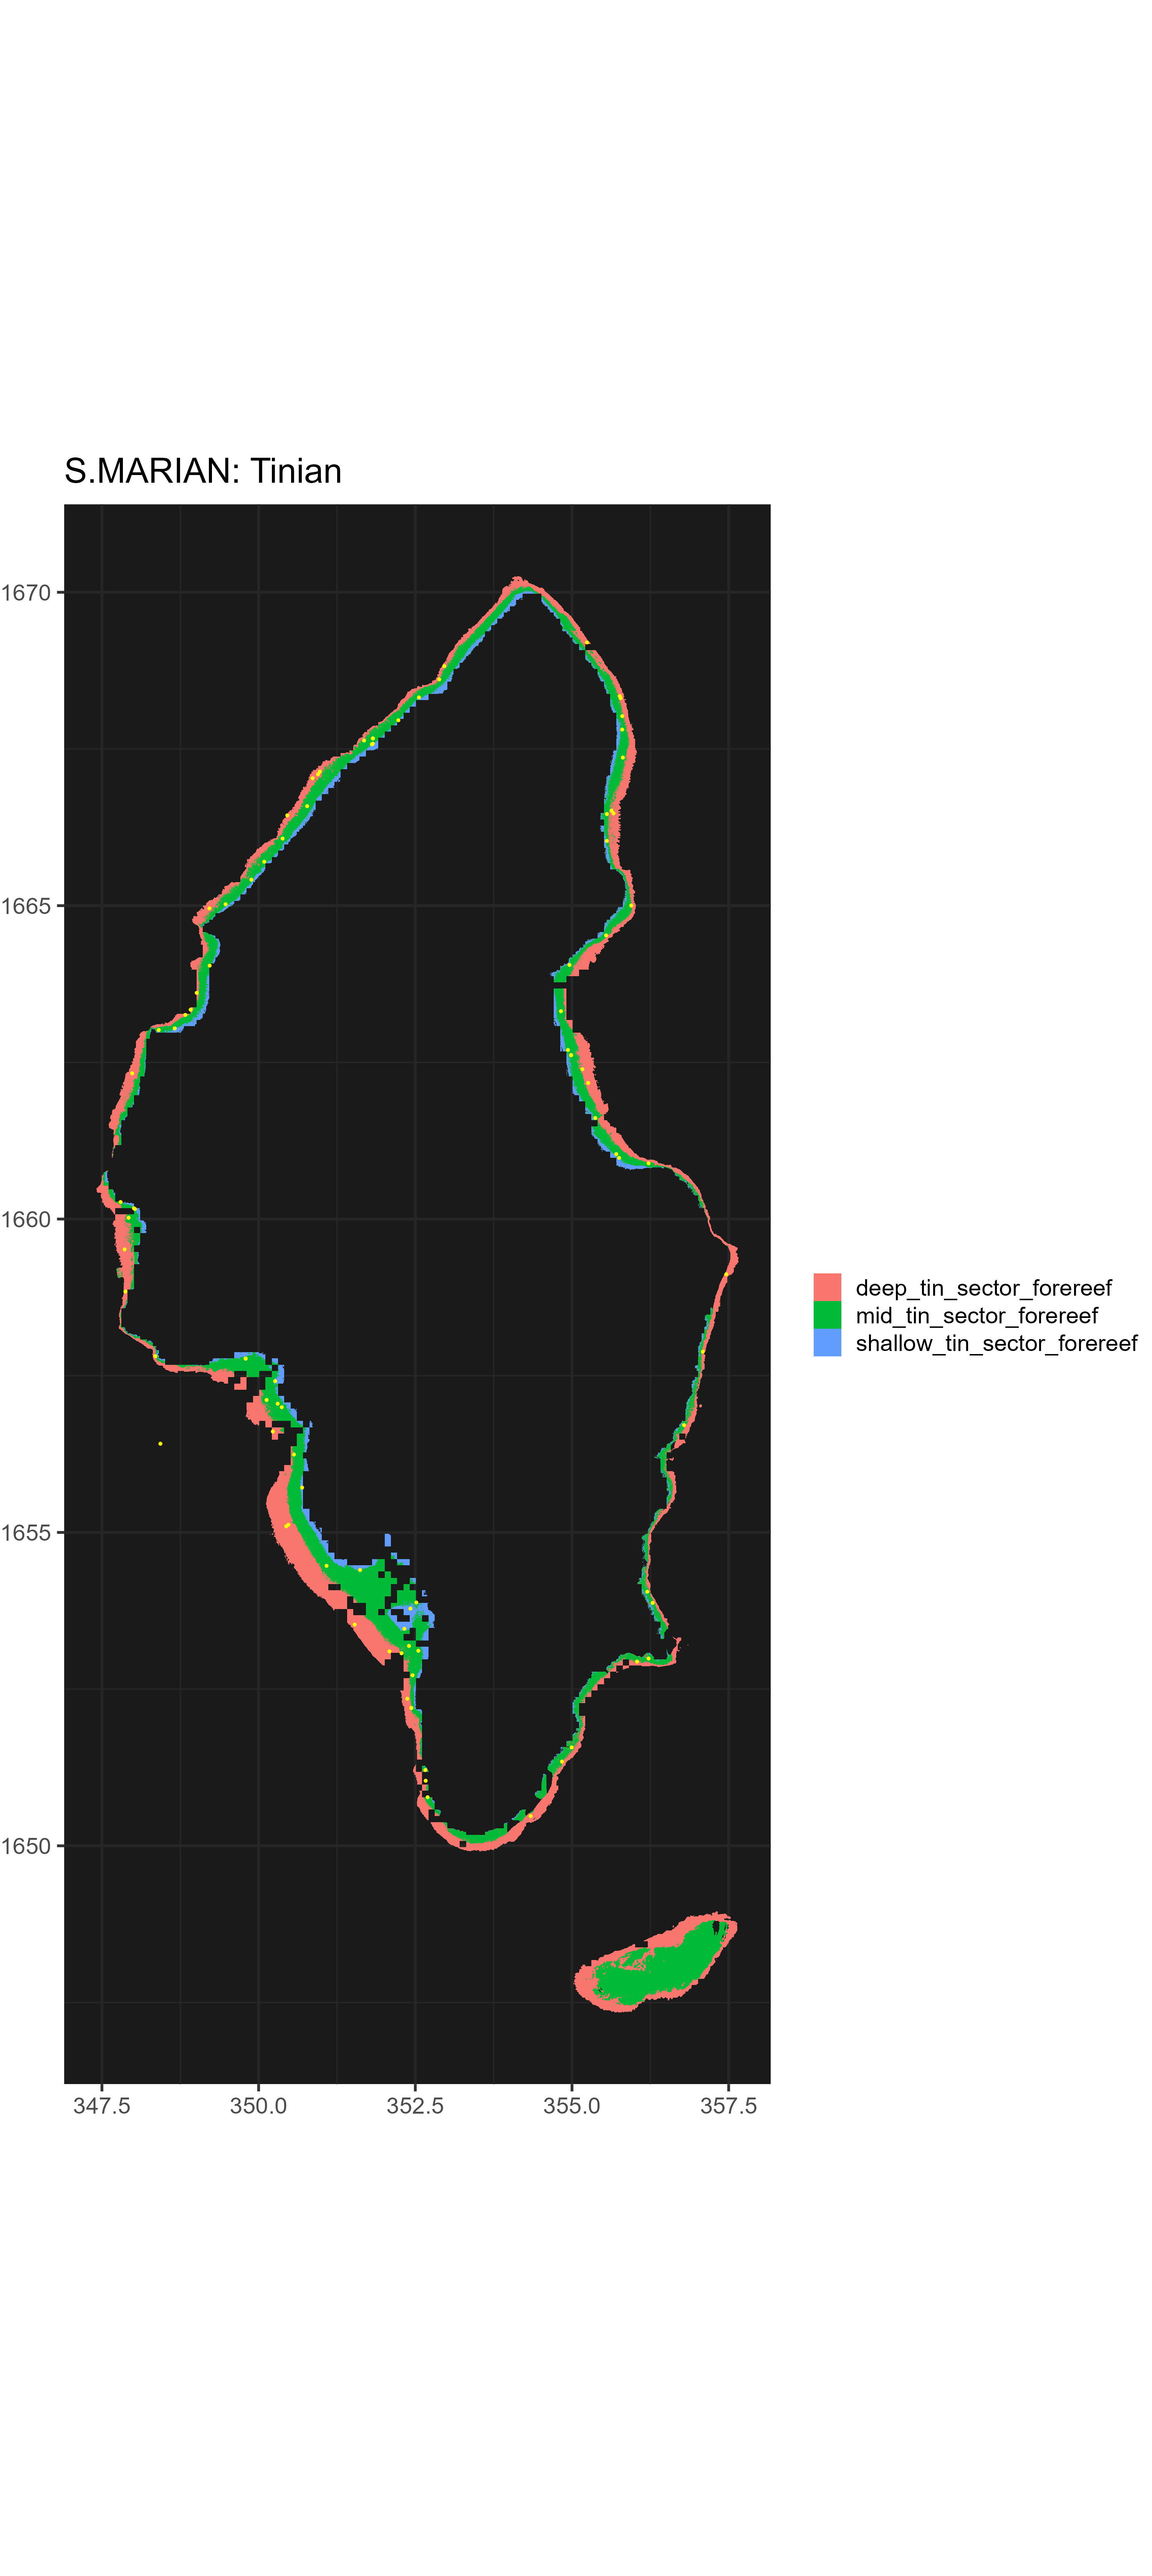 S.MARIAN: Tinian
1670
1665
1660
1655
1650
347.5 350.0 352.5 355.0 357.5
deep_tin_sector_forereef
mid_tin_sector_forereef
shallow_tin_sector_forereef